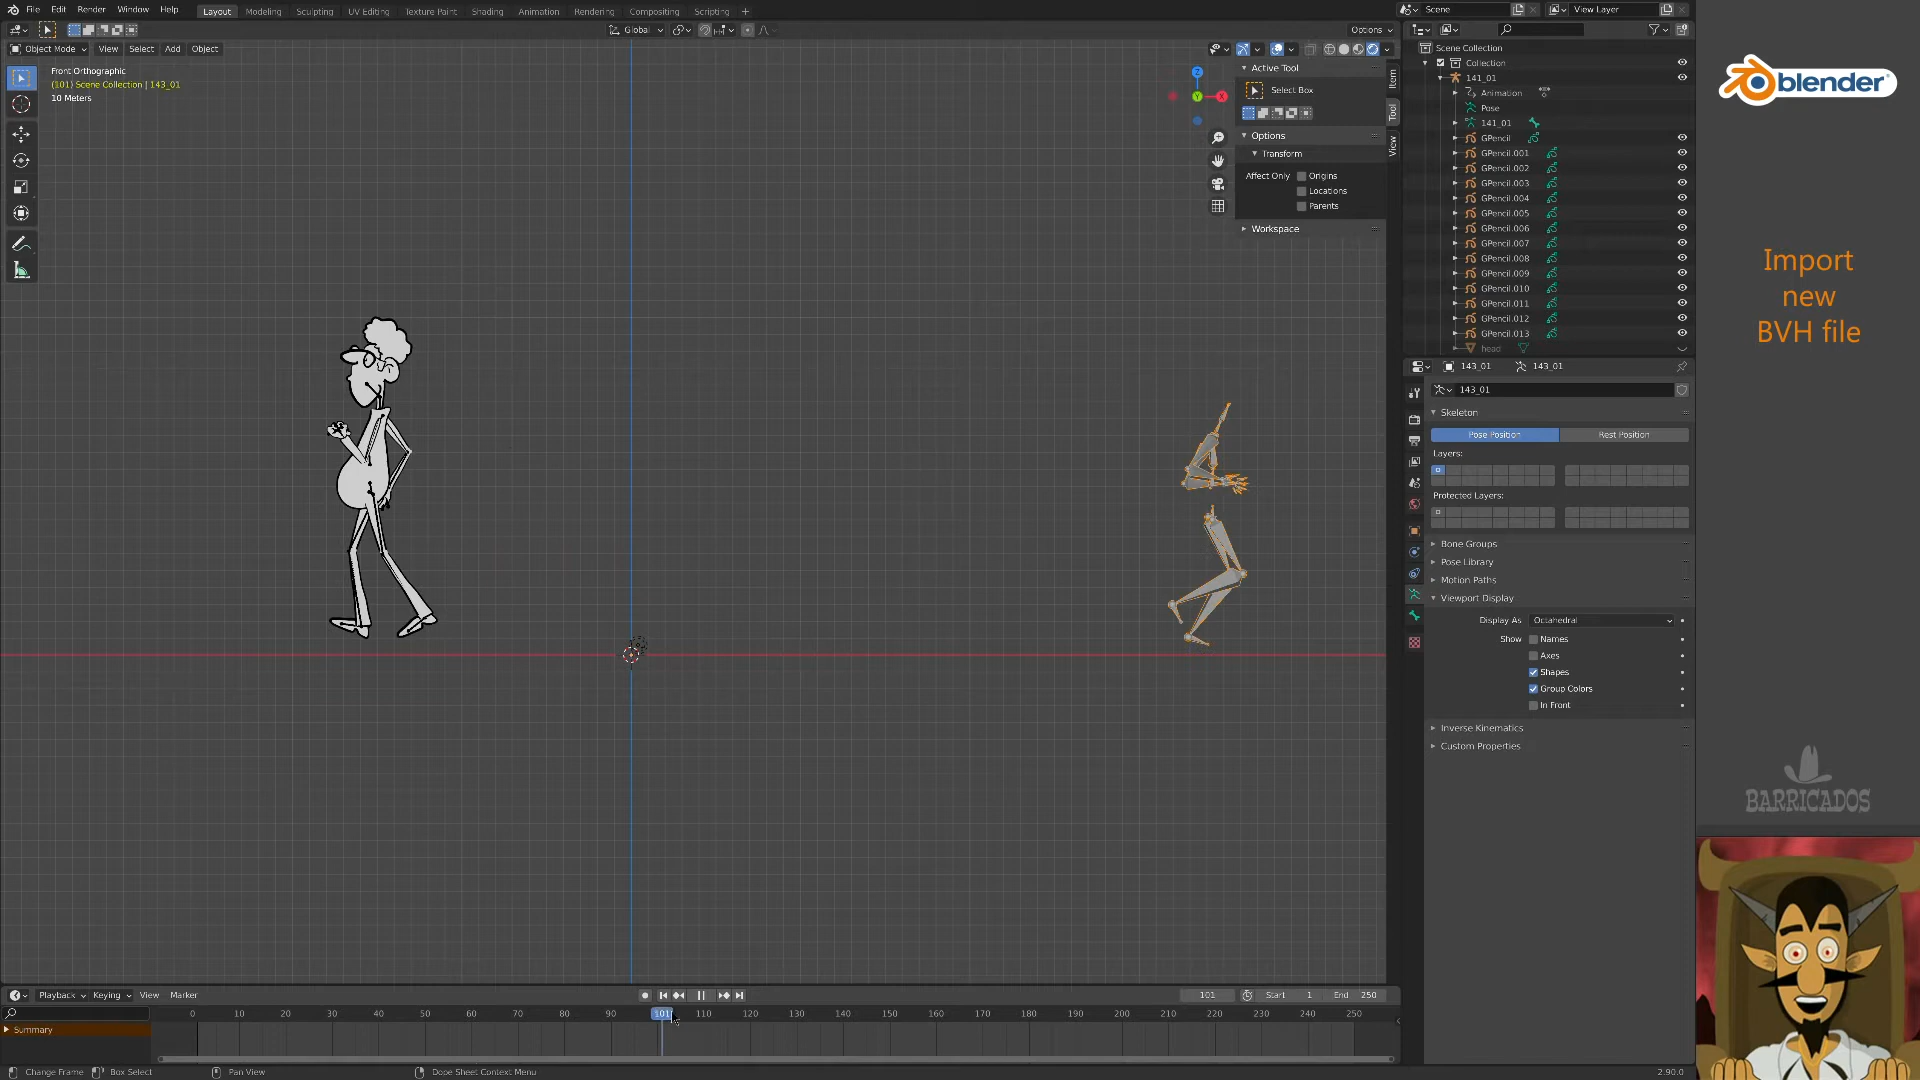 File Edit Render Window Help Layout Modeling Sculpting UV Editing Texture Paint Shading Animation Rendering Compositing Scripting + Scene View Layer
Global Options
Object Mode View Select Add Object
Front Orthographic
(101) Scene Collection | 143_01
10 Meters
Z
Y
X
Active Tool
Select Box
Options
Transform
Affect Only Origins
Locations
Parents
Workspace
Item
Tool
View
Scene Collection
Collection
141_01
Animation
Pose
141_01
GPencil
GPencil.001
GPencil.002
GPencil.003
GPencil.004
GPencil.005
GPencil.006
GPencil.007
GPencil.008
GPencil.009
GPencil.010
GPencil.011
GPencil.012
GPencil.013
head
143_01 143_01
143_01
Skeleton
Pose Position Rest Position
Layers:
Protected Layers:
Bone Groups
Pose Library
Motion Paths
Viewport Display
Display As Octahedral
Show Names
Axes
Shapes
Group Colors
In Front
Inverse Kinematics
Custom Properties
blender
Import
new
BVH file
BARRICADOS
Playback Keying View Marker 101 Start 1 End 250
0 10 20 30 40 50 60 70 80 90 101 110 120 130 140 150 160 170 180 190 200 210 220 230 240 250
Summary
Change Frame Box Select Pan View Dope Sheet Context Menu 2.90.0